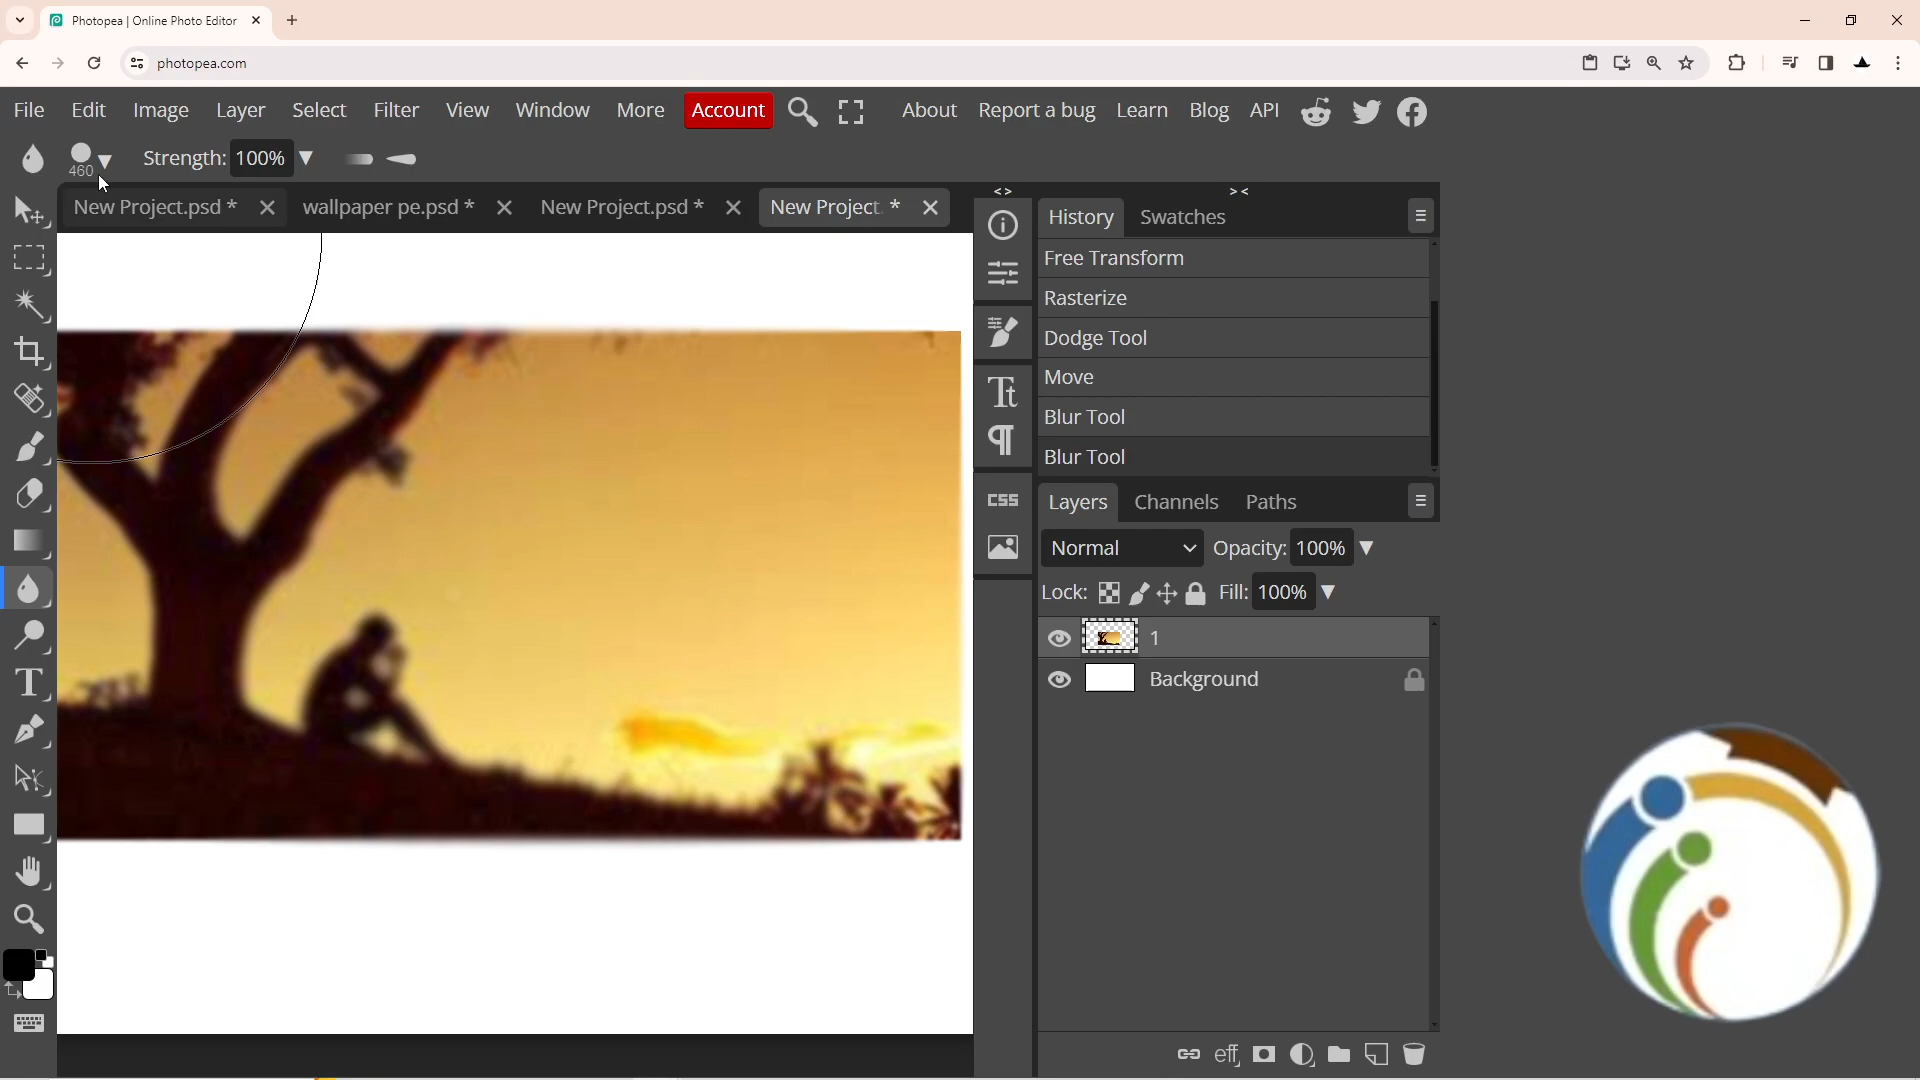 Photopea | Online Photo Editor
photopea.com
File Edit Image Layer Select Filter View Window More Account About Report a bug Learn Blog API
460 Strength: 100%
New Project.psd * wallpaper pe.psd * New Project.psd * New Project. *
< > > <
History Swatches
Free Transform
Rasterize
Dodge Tool
Move
Blur Tool
Blur Tool
CSS
Layers Channels Paths
Normal Opacity: 100%
Lock: Fill: 100%
1
Background
eff